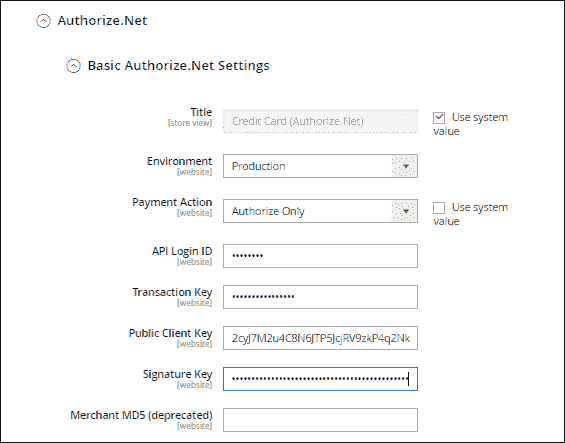 Authorize.Net
Basic Authorize.Net Settings
Title
[store view]
Credit Card (Authorize.Net)
Use system
value
Environment
[website]
Production
Payment Action
[website]
Authorize Only
Use system
value
API Login ID
[website]
••••••••
Transaction Key
[website]
••••••••••••••••
Public Client Key
[website]
2cyJ7M2u4C8N6JTP5JcjRV9zkP4q2Nk
Signature Key
[website]
••••••••••••••••••••••••••••••••••••••••••••••
Merchant MD5 (deprecated)
[website]